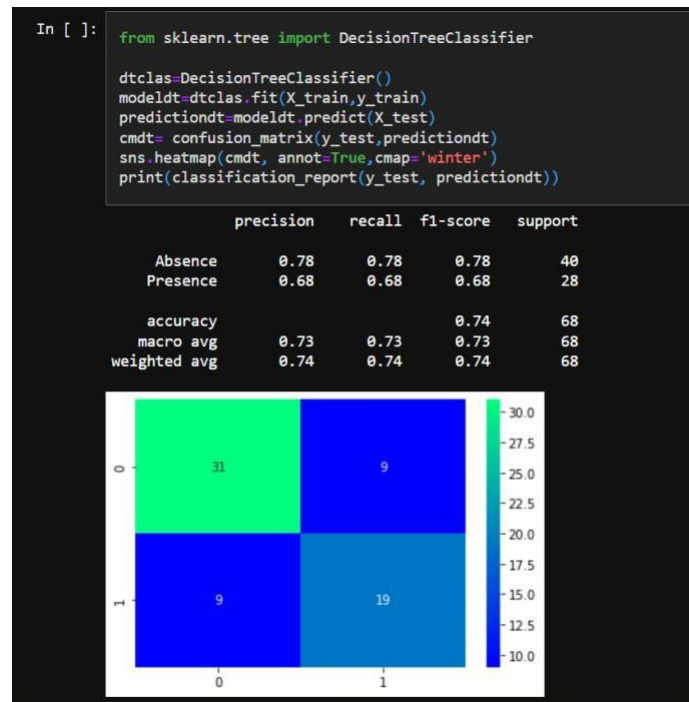 In [ ]:
from sklearn.tree import DecisionTreeClassifier
dtclas=DecisionTreeClassifier()
modeldt=dtclas.fit(X_train,y_train)
predictiondt=modeldt.predict(X_test)
cmdt= confusion_matrix(y_test,predictiondt)
sns.heatmap(cmdt, annot=True,cmap='winter')
print(classification_report(y_test, predictiondt))
precision recall f1-score support
Absence 0.78 0.78 0.78 40
Presence 0.68 0.68 0.68 28
accuracy 0.74 68
macro avg 0.73 0.73 0.73 68
weighted avg 0.74 0.74 0.74 68
30.0
27.5
0 31 9 25.0
22.5
20.0
17.5
1 9 19 15.0
12.5
10.0
0 1